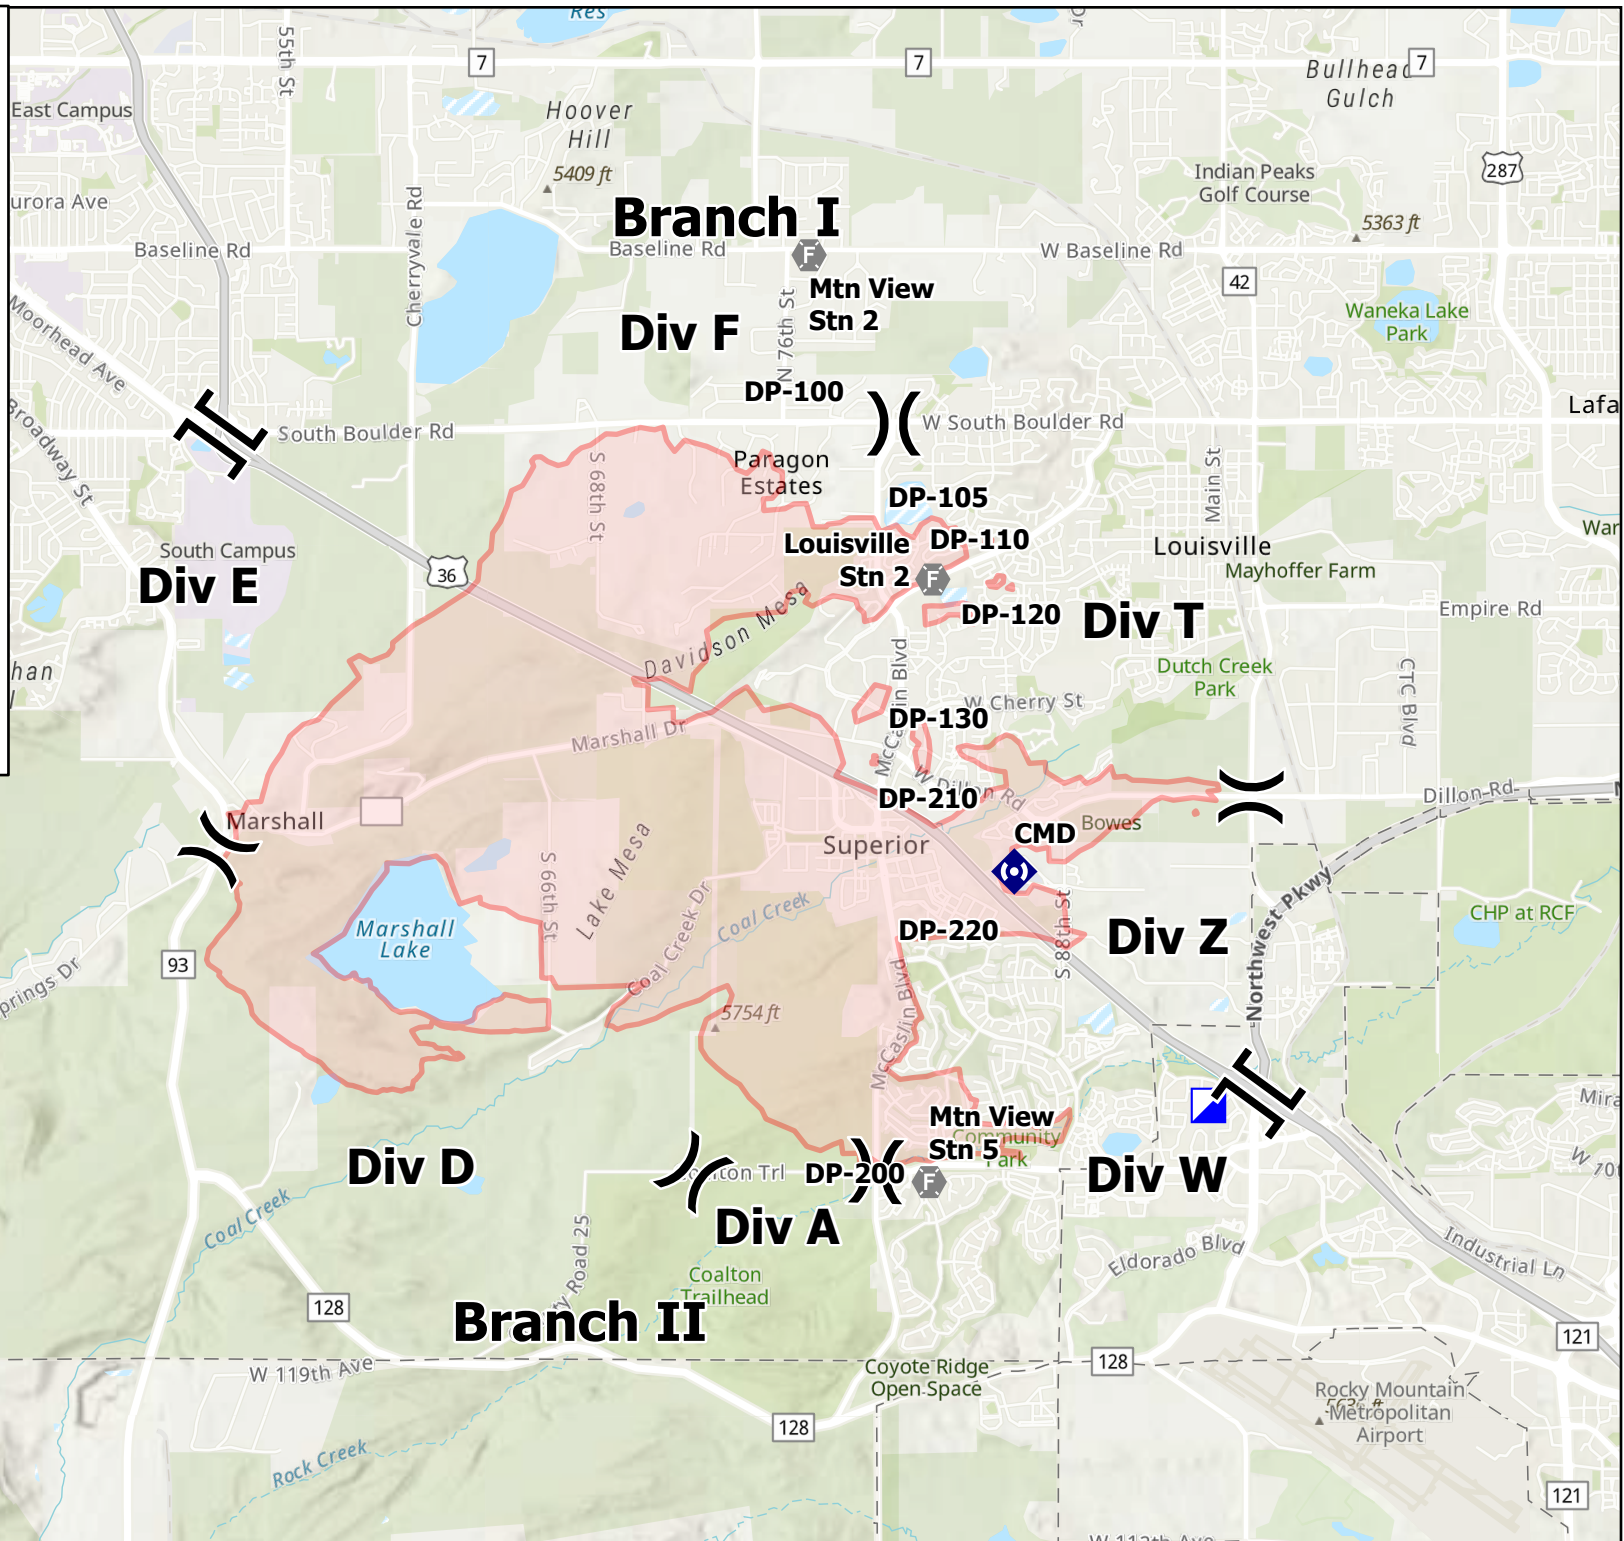 Res
7
7
7
Bullhead
Gulch
55th St
East Campus
Hoover
Hill
5409 ft
Indian Peaks
Golf Course
287
5363 ft
Branch I
Baseline Rd
Baseline Rd
W Baseline Rd
F
Mtn View
Stn 2
42
Cherryvale Rd
Moorhead Ave
N 76th St
Div F
Waneka Lake
Park
DP-100
Broadway St
South Boulder Rd
W South Boulder Rd
Lafa
Paragon
Estates
S 68th St
DP-105
Main St
DP-110
Louisville
Stn 2
F
Louisville
Mayhoffer Farm
South Campus
36
Div E
DP-120
Div T
Empire Rd
Davidson Mesa
Dutch Creek
Park
CTC Blvd
W Cherry St
DP-130
Marshall Dr
W Dillon Rd
DP-210
Dillon Rd
Marshall
CMD
Bowes
Superior
Lake Mesa
S 66th St
Coal Creek Dr
Coal Creek
Marshall
Lake
DP-220
S 88th St
Div Z
Northwest Pkwy
CHP at RCF
93
McCaslin Blvd
5754 ft
Mtn View
Stn 5
Community
Park
DP-200
F
Div D
Div A
Div W
Coal Creek
Eldorado Blvd
Industrial Ln
Coalton
Trailhead
128
Branch II
121
W 119th Ave
Coyote Ridge
Open Space
128
128
Rocky Mountain
Metropolitan
Airport
Rock Creek
121